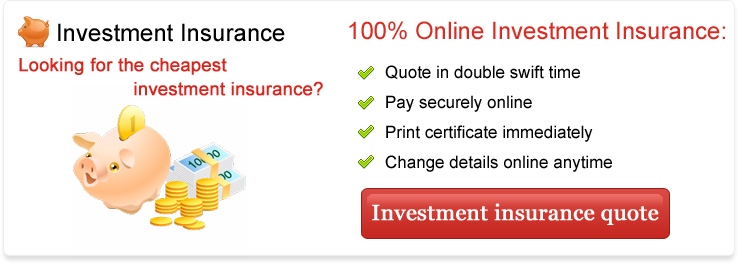 Investment Insurance
Looking for the cheapest
investment insurance?
100% Online Investment Insurance:
Quote in double swift time
Pay securely online
Print certificate immediately
Change details online anytime
Investment insurance quote